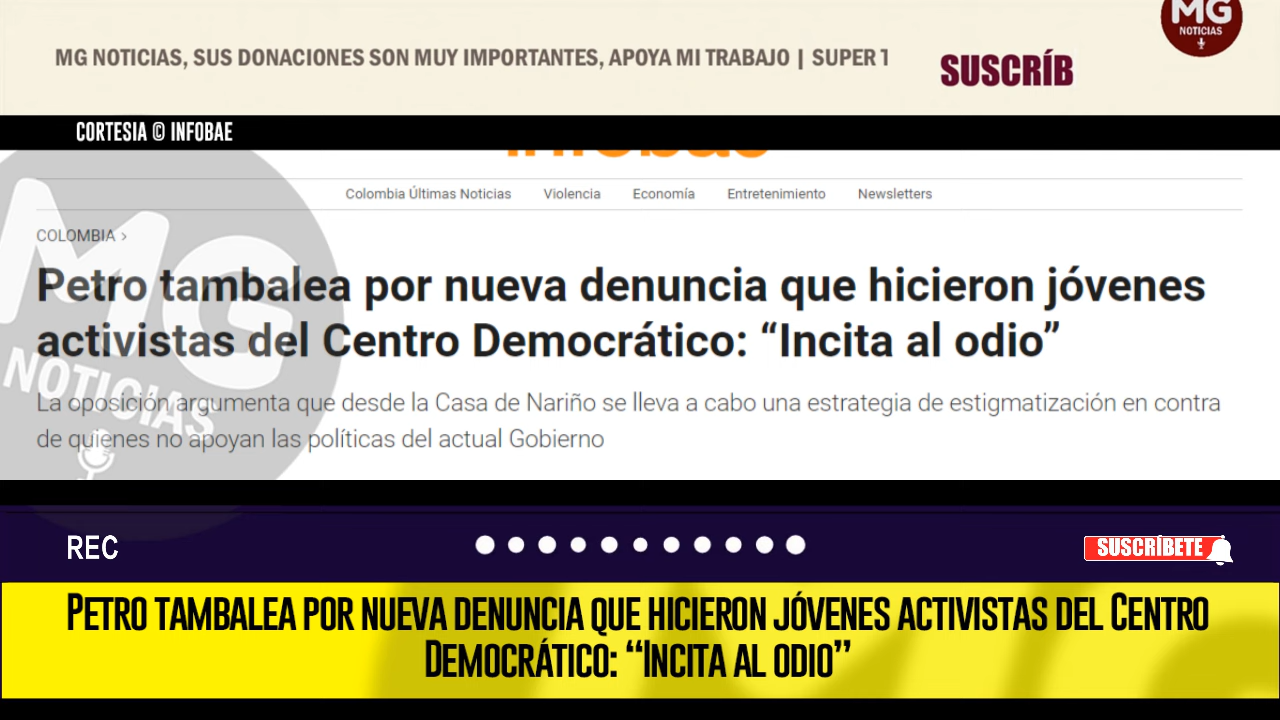 MG
NOTICIAS
MG NOTICIAS, SUS DONACIONES SON MUY IMPORTANTES, APOYA MI TRABAJO | SUPER T
SUSCRÍB
CORTESIA © INFOBAE
infobae
Colombia Últimas Noticias Violencia Economía Entretenimiento Newsletters
COLOMBIA >
Petro tambalea por nueva denuncia que hicieron jóvenes
activistas del Centro Democrático: “Incita al odio”
La oposición argumenta que desde la Casa de Nariño se lleva a cabo una estrategia de estigmatización en contra
de quienes no apoyan las políticas del actual Gobierno
MG
NOTICIAS
REC
SUSCRÍBETE
PETRO TAMBALEA POR NUEVA DENUNCIA QUE HICIERON JÓVENES ACTIVISTAS DEL CENTRO
DEMOCRÁTICO: “INCITA AL ODIO”